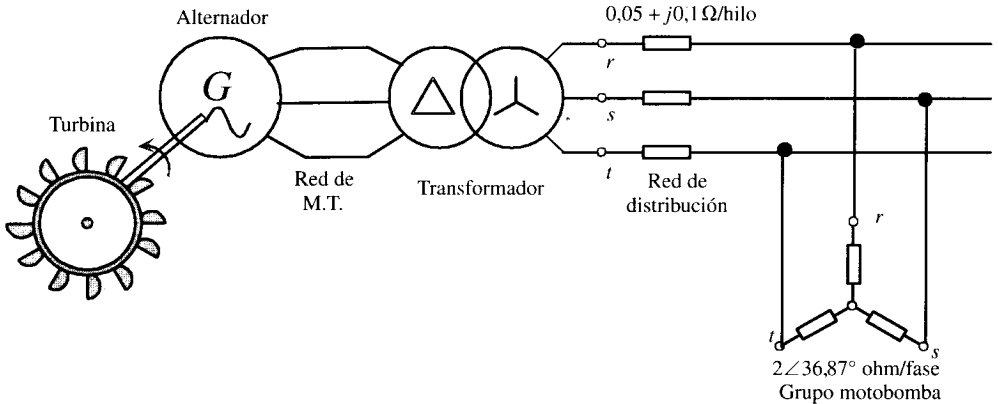 Alternador
0,05 + j0,1 Ω/hilo
r
G
Turbina
s
t
Red de
M.T.
Transformador
Red de
distribución
r
t
s
2∠36,87° ohm/fase
Grupo motobomba